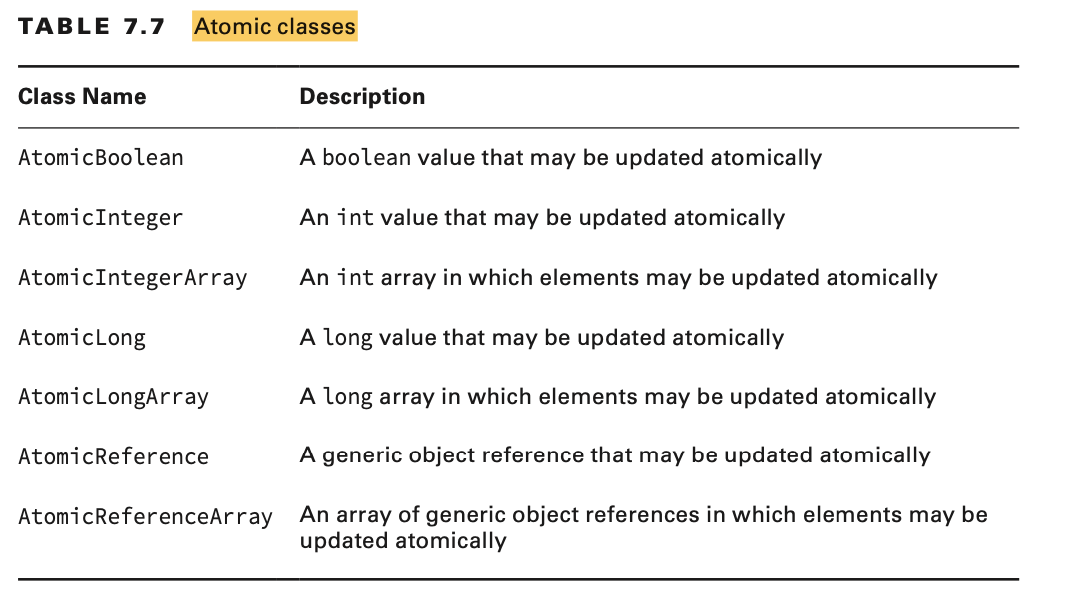 TABLE 7.7 Atomic classes
Class Name Description
AtomicBoolean A boolean value that may be updated atomically
AtomicInteger An int value that may be updated atomically
AtomicIntegerArray An int array in which elements may be updated atomically
AtomicLong A long value that may be updated atomically
AtomicLongArray A long array in which elements may be updated atomically
AtomicReference A generic object reference that may be updated atomically
AtomicReferenceArray An array of generic object references in which elements may be
updated atomically